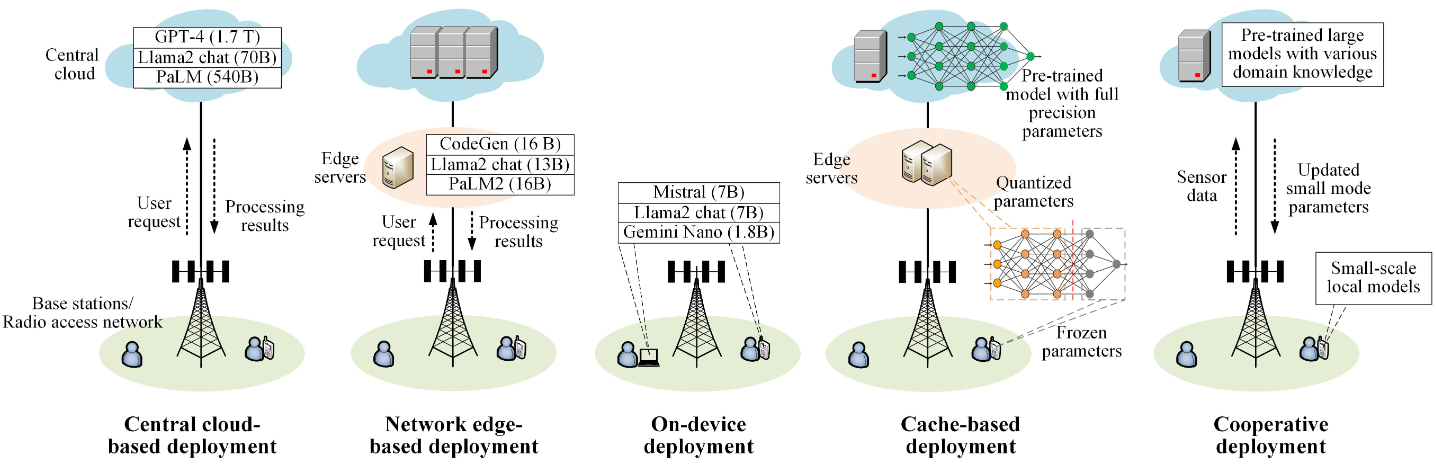 Central
cloud
GPT-4 (1.7 T)
Llama2 chat (70B)
PaLM (540B)
User
request
Processing
results
Base stations/
Radio access network
Central cloud-
based deployment
Edge
servers
CodeGen (16 B)
Llama2 chat (13B)
PaLM2 (16B)
User
request
Processing
results
Network edge-
based deployment
Mistral (7B)
Llama2 chat (7B)
Gemini Nano (1.8B)
On-device
deployment
Pre-trained
model with full
precision
parameters
Edge
servers
Quantized
parameters
Frozen
parameters
Cache-based
deployment
Pre-trained large
models with various
domain knowledge
Sensor
data
Updated
small mode
parameters
Small-scale
local models
Cooperative
deployment